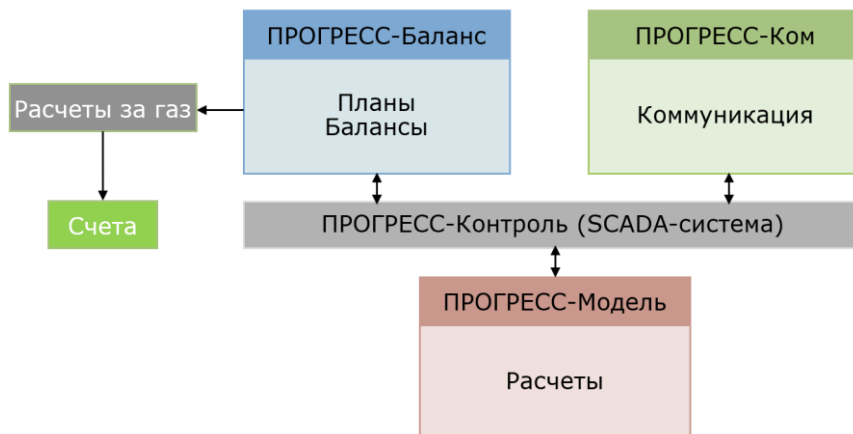 ПРОГРЕСС-Баланс
ПРОГРЕСС-Ком
Расчеты за газ
Планы
Балансы
Коммуникация
Счета
ПРОГРЕСС-Контроль (SCADA-система)
ПРОГРЕСС-Модель
Расчеты